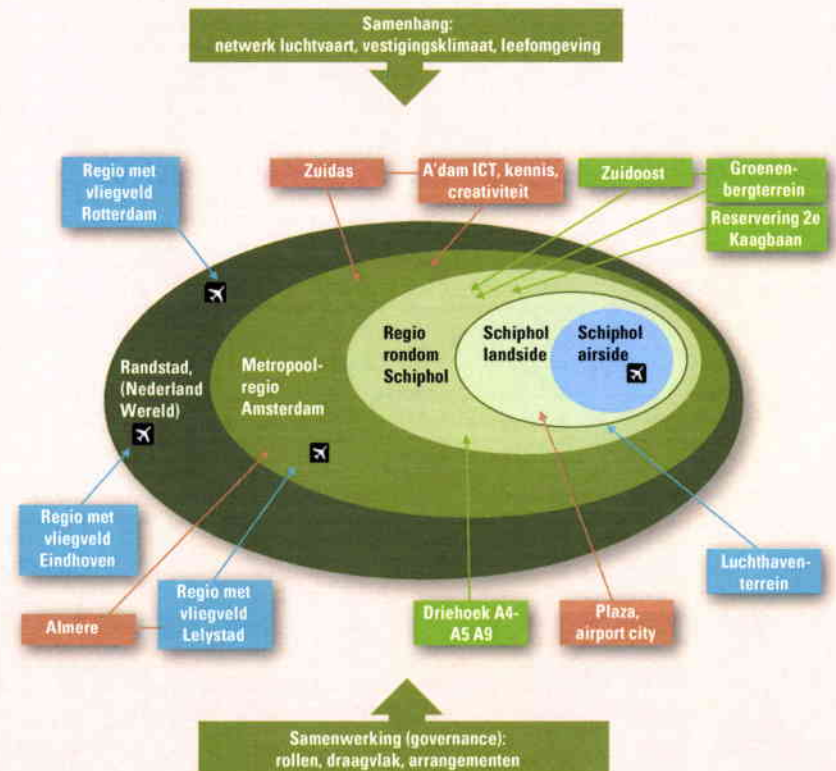 Samenhang:
netwerk luchtvaart, vestigingsklimaat, leefomgeving
Regio met
vliegveld
Rotterdam
Zuidas
A'dam ICT, kennis,
creativiteit
Zuidoost
Groenen-
bergterrein
Reservering 2e
Kaagbaan
Randstad,
(Nederland
Wereld)
Metropool-
regio
Amsterdam
Regio
rondom
Schiphol
Schiphol
landside
Schiphol
airside
Regio met
vliegveld
Eindhoven
Almere
Regio met
vliegveld
Lelystad
Driehoek A4-
A5 A9
Plaza,
airport city
Luchthaven-
terrein
Samenwerking (governance):
rollen, draagvlak, arrangementen